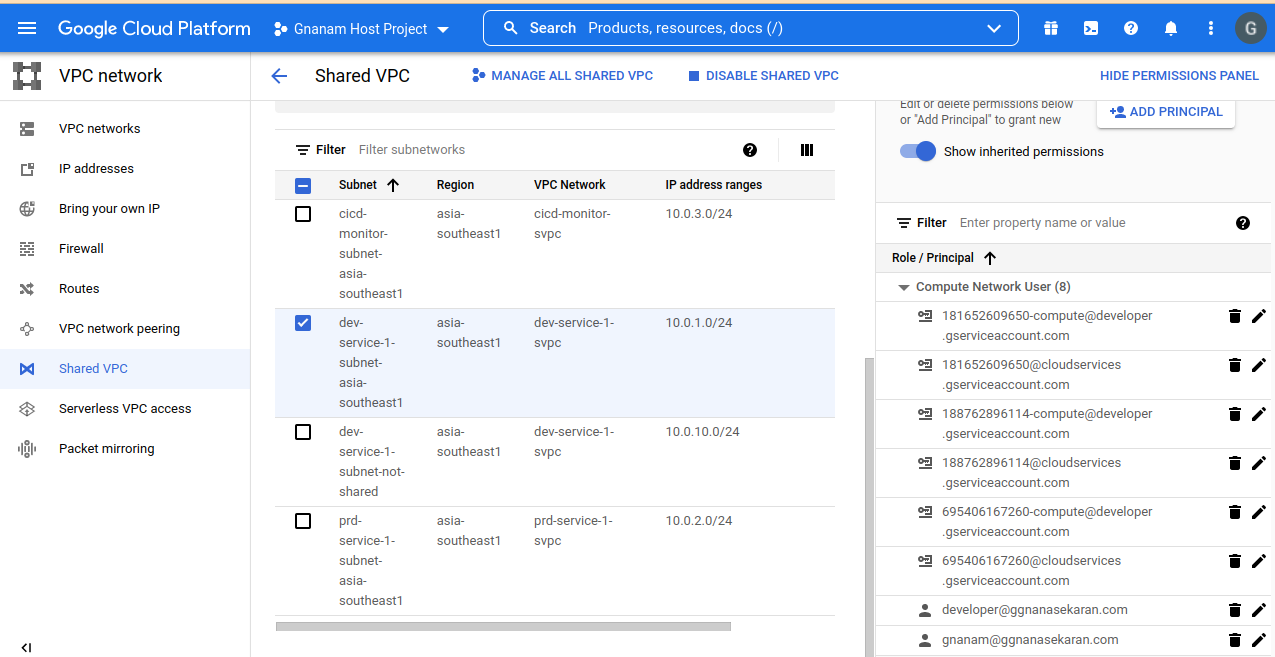 Google Cloud Platform
Gnanam Host Project
Search Products, resources, docs (/)
G
VPC network
Shared VPC
MANAGE ALL SHARED VPC
DISABLE SHARED VPC
HIDE PERMISSIONS PANEL
VPC networks
IP addresses
Bring your own IP
Firewall
Routes
VPC network peering
Shared VPC
Serverless VPC access
Packet mirroring
Filter Filter subnetworks
Subnet Region VPC Network IP address ranges
cicd- asia- cicd-monitor- 10.0.3.0/24
monitor- southeast1 svpc
subnet-
asia-
southeast1
dev- asia- dev-service-1- 10.0.1.0/24
service-1- southeast1 svpc
subnet-
asia-
southeast1
dev- asia- dev-service-1- 10.0.10.0/24
service-1- southeast1 svpc
subnet-not-
shared
prd- asia- prd-service-1- 10.0.2.0/24
service-1- southeast1 svpc
subnet-
asia-
southeast1
Edit or delete permissions below
or "Add Principal" to grant new
ADD PRINCIPAL
Show inherited permissions
Filter Enter property name or value
Role / Principal
Compute Network User (8)
181652609650-compute@developer
.gserviceaccount.com
181652609650@cloudservices
.gserviceaccount.com
188762896114-compute@developer
.gserviceaccount.com
188762896114@cloudservices
.gserviceaccount.com
695406167260-compute@developer
.gserviceaccount.com
695406167260@cloudservices
.gserviceaccount.com
developer@ggnanasekaran.com
gnanam@ggnanasekaran.com